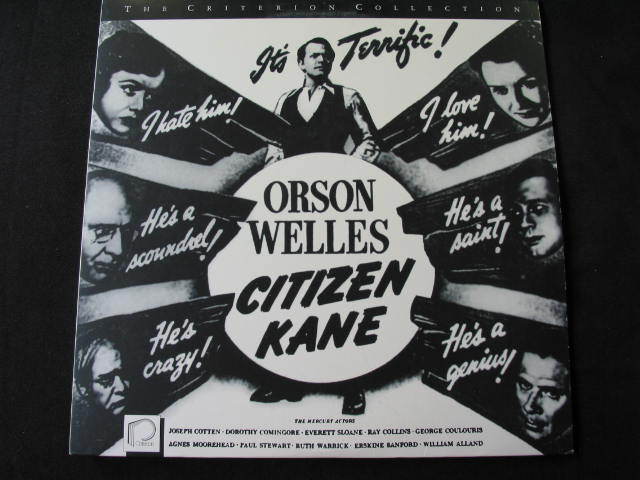 THE CRITERION COLLECTION
It's Terrific!
I hate him!
I love
him!
He's a
scoundrel!
ORSON
WELLES
He's a
saint!
CITIZEN
KANE
He's
crazy!
He's a
genius!
THE MERCURY ACTORS
JOSEPH COTTEN · DOROTHY COMINGORE · EVERETT SLOANE · RAY COLLINS · GEORGE COULOURIS
AGNES MOOREHEAD · PAUL STEWART · RUTH WARRICK · ERSKINE SANFORD · WILLIAM ALLAND